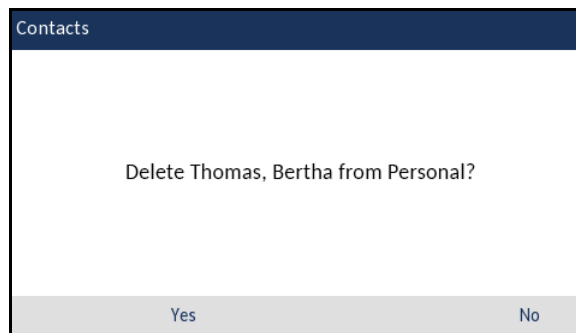 Contacts
Delete Thomas, Bertha from Personal?
Yes No